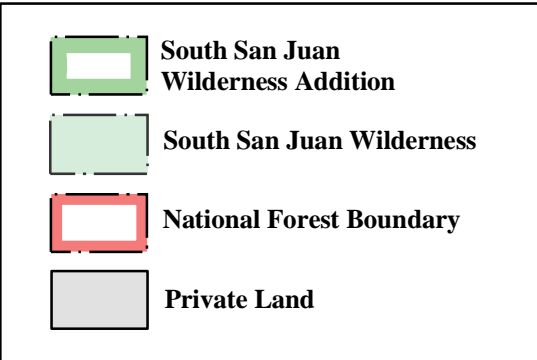 South San Juan
Wilderness Addition
South San Juan Wilderness
National Forest Boundary
Private Land